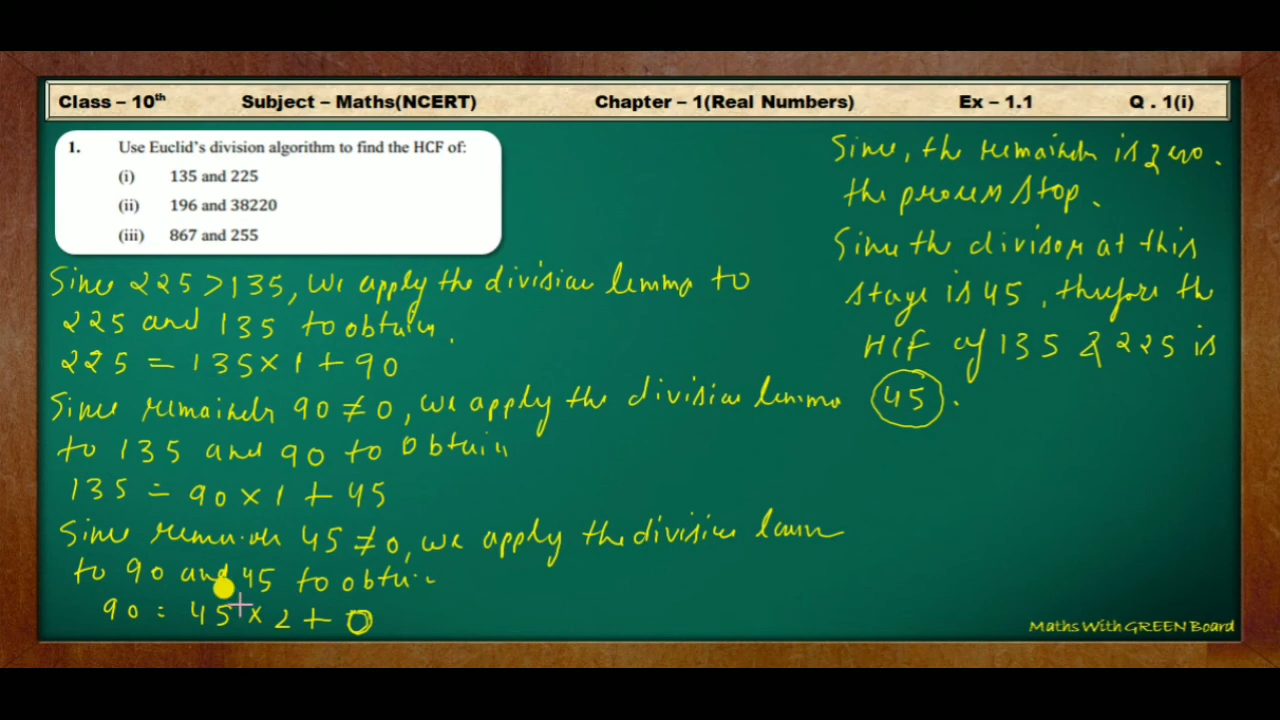 Class – 10th Subject – Maths(NCERT) Chapter – 1(Real Numbers) Ex – 1.1 Q . 1(i)
1. Use Euclid's division algorithm to find the HCF of:
(i) 135 and 225
(ii) 196 and 38220
(iii) 867 and 255
Since 225 > 135, we apply the division lemma to
225 and 135 to obtain.
225 = 135 × 1 + 90
Since remainder 90 ≠ 0, we apply the division lemma
to 135 and 90 to obtain
135 = 90 × 1 + 45
Since 45 ≠ 0, we apply the division
to 90 and 45 to obtain
90 = 45 × 2 + 0
Since, the remainder is zero.
the process stop.
Since the divisor at this
stage is 45, therefore the
HCF of 135 & 225 is
45.
Maths With GREEN Board